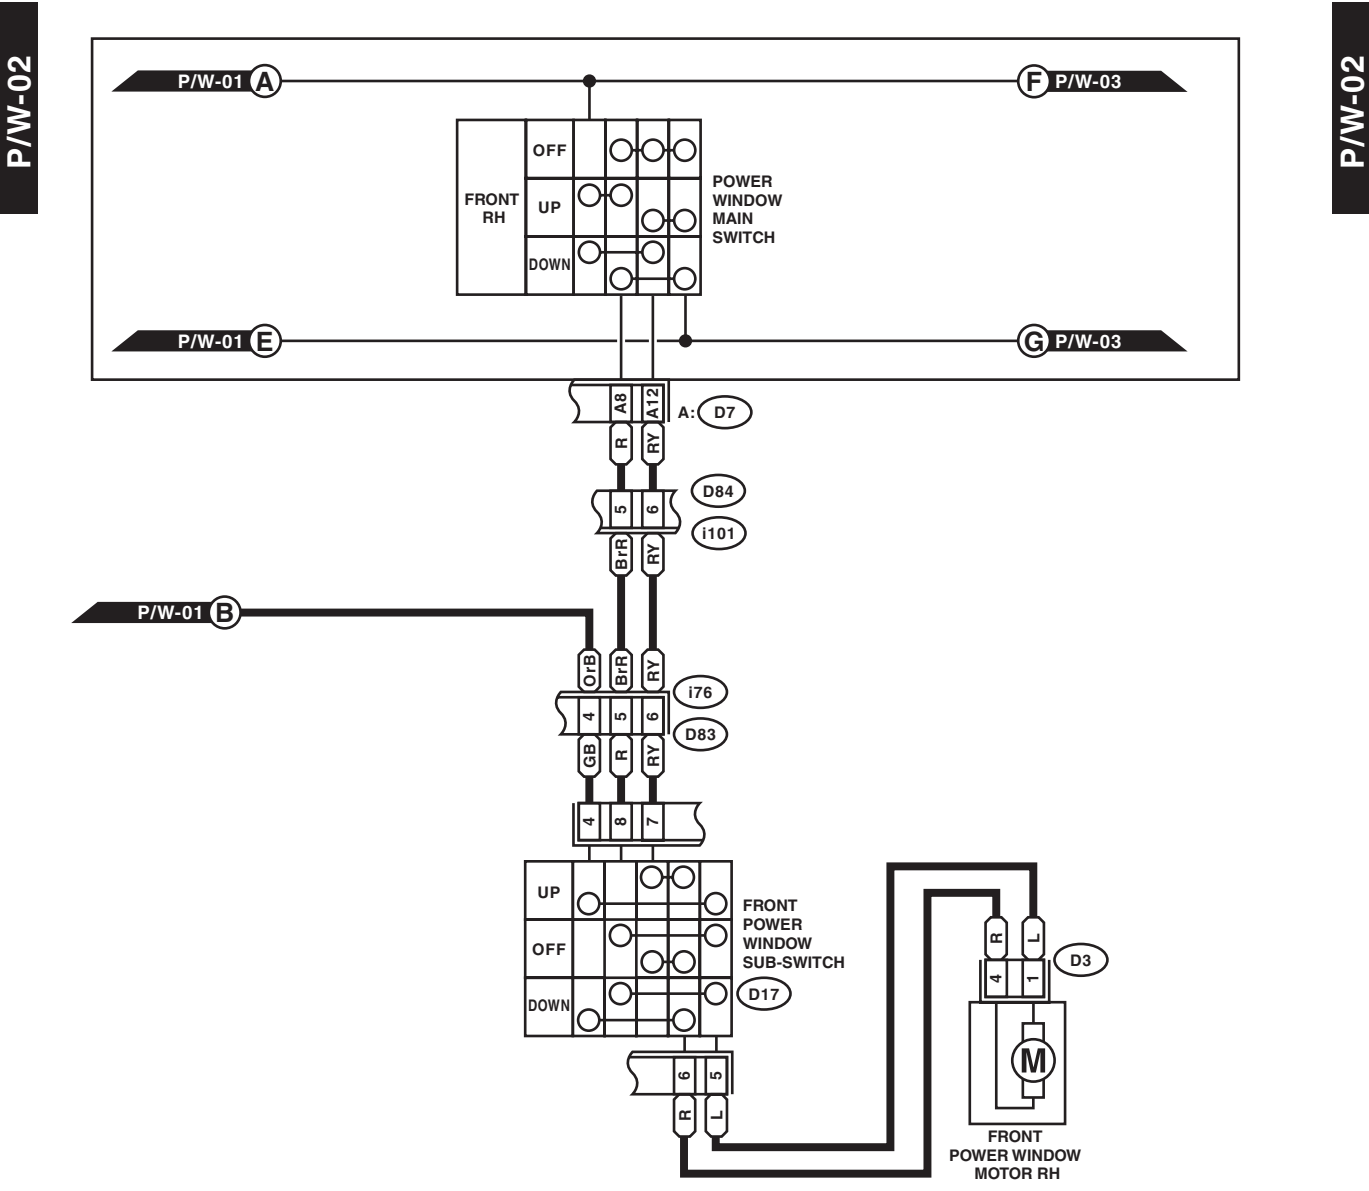 P/W-02
P/W-02
P/W-01 A
F P/W-03
FRONT
RH
OFF
UP
DOWN
POWER
WINDOW
MAIN
SWITCH
P/W-01 E
G P/W-03
A8 A12
A: D7
R RY
D84
5 6
i101
BrR RY
P/W-01 B
OrB BrR RY
i76
4 5 6
D83
GB R RY
4 8 7
UP
OFF
DOWN
FRONT
POWER
WINDOW
SUB-SWITCH
D17
6 5
R L
R L
4 1
D3
M
FRONT
POWER WINDOW
MOTOR RH